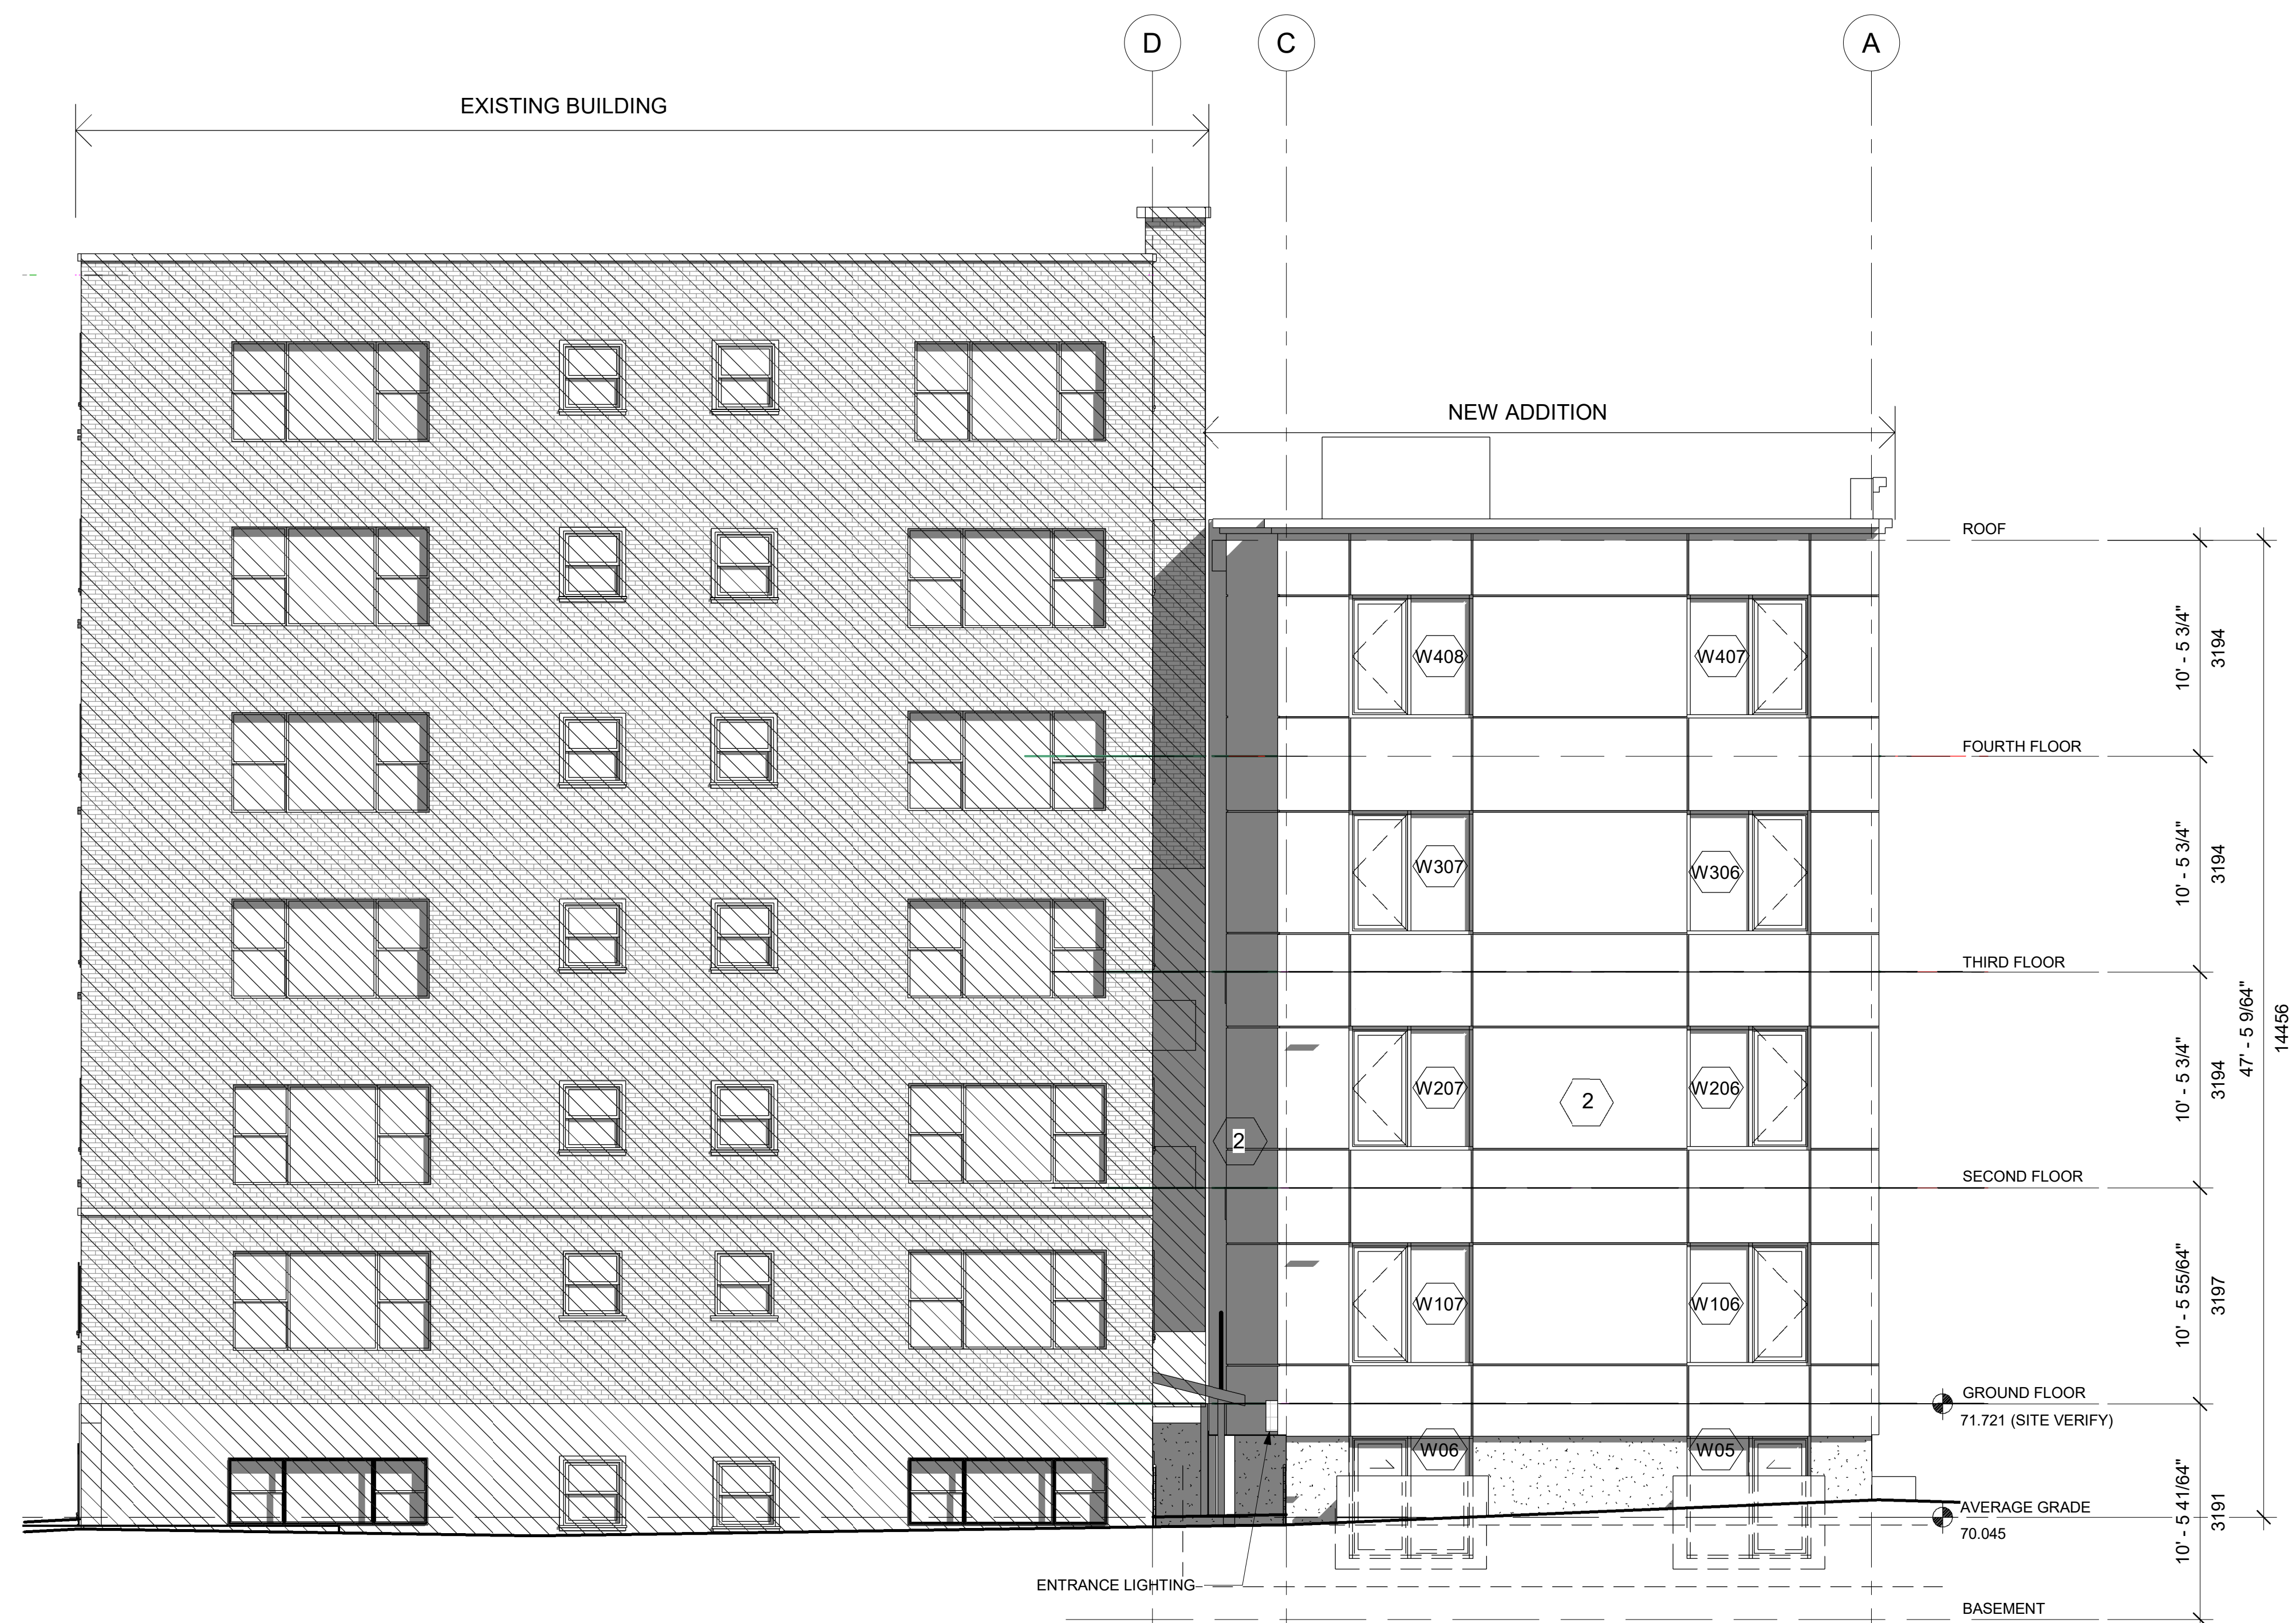 D
C
A
EXISTING BUILDING
NEW ADDITION
ROOF
10' - 5 3/4"
3194
W408
W407
FOURTH FLOOR
10' - 5 3/4"
3194
W307
W306
THIRD FLOOR
10' - 5 3/4"
3194
47' - 5 9/64"
14456
W207
W206
2
2
SECOND FLOOR
10' - 5 55/64"
3197
W107
W106
GROUND FLOOR
71.721 (SITE VERIFY)
W06
W05
10' - 5 41/64"
3191
AVERAGE GRADE
70.045
ENTRANCE LIGHTING
BASEMENT